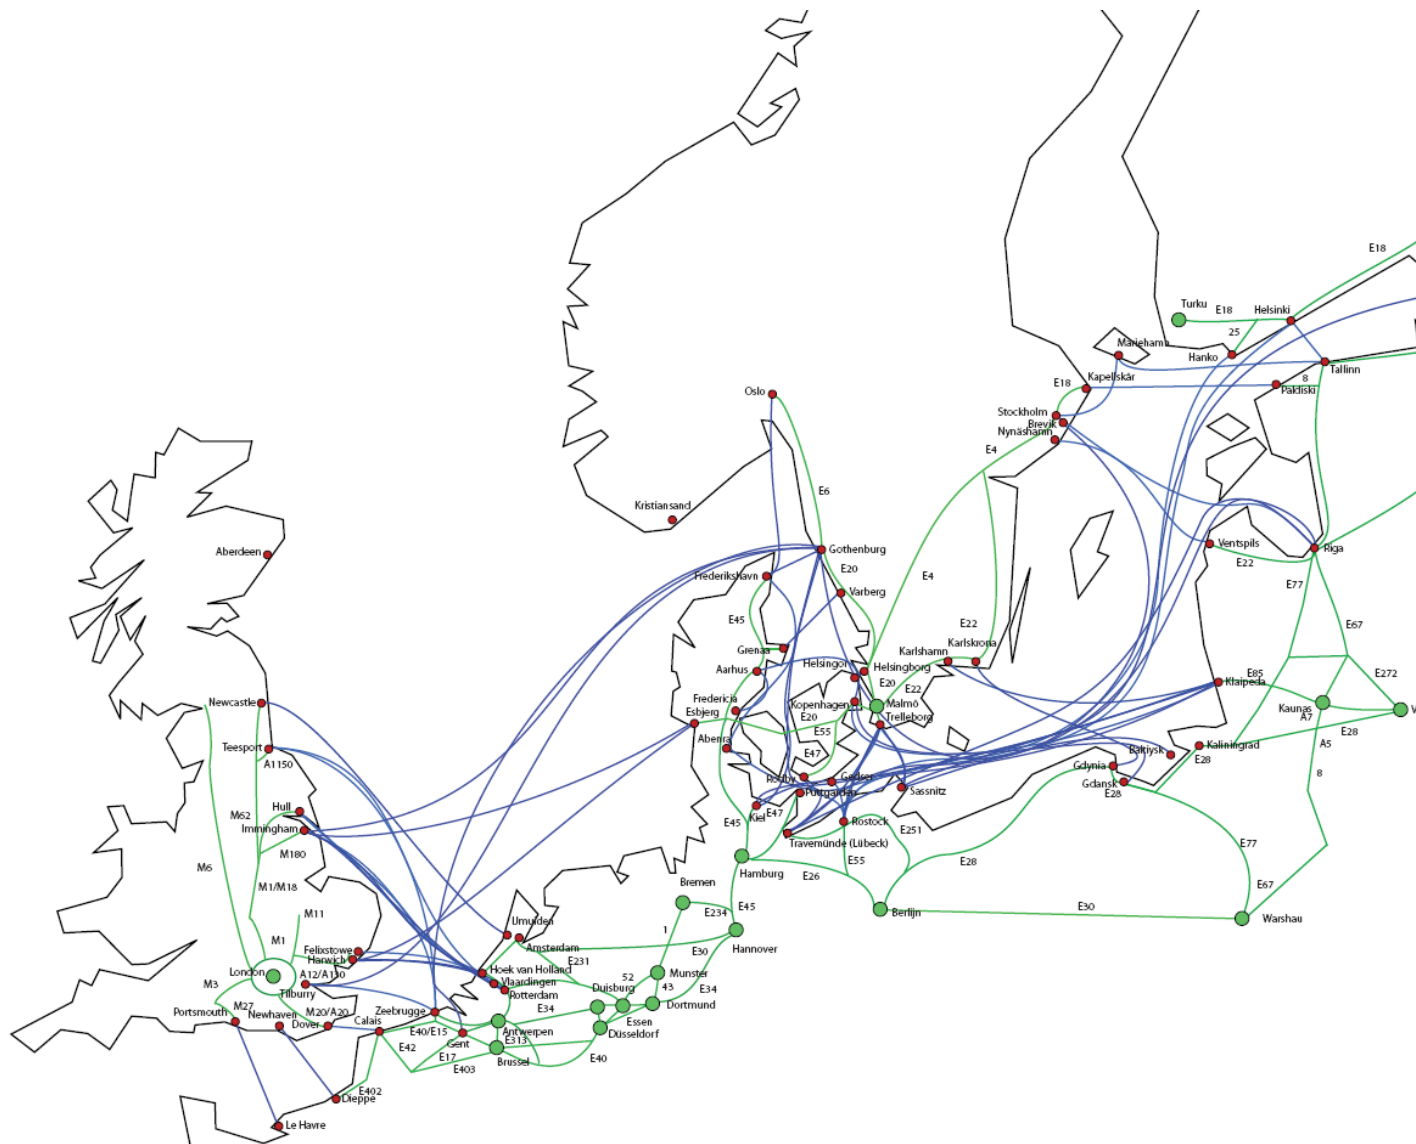 E18
Turku
E18
Helsinki
25
Mariehamn
Hanko
Tallinn
8
Kapellskår
E18
Paldiski
Oslo
Stockholm
Brevik
Nynäshamn
E4
E6
Kristiansand
Aberdeen
Gothenburg
Ventspils
Riga
E22
E20
Frederikshavn
E4
E77
Varberg
E45
E22
E67
Grenaa
Karlskrona
Karlshamn
Helsingor
Helsingborg
Aarhus
E85
E272
Klaipeda
E20
E22
Fredericia
Newcastle
Kopenhagen
Malmö
Kaunas
V
Esbjerg
E20
A7
Trelleborg
E55
E28
Abenra
Teesport
Kaliningrad
Baltiysk
A5
E47
A1150
E28
Gdynia
Rodby
Gedser
Gdansk
8
Puttgarden
Sassnitz
E28
Hull
E47
M62
Kiel
E45
Rostock
Immingham
E251
Travemünde (Lübeck)
E77
M180
E28
M6
E55
Hamburg
E26
Bremen
M1/M18
E67
E45
E234
E30
Berlijn
M11
Warshau
IJmuiden
1
Hannover
M1
Amsterdam
Felixstowe
E30
Harwich
E231
Hoek van Holland
London
A12/A130
Munster
52
Vlaardingen
M3
Duisburg
43
E34
Tilburry
Rotterdam
Dortmund
M27
M20/A20
E34
Portsmouth
Newhaven
Zeebrugge
Essen
Dover
Calais
Antwerpen
E40/E15
Düsseldorf
Gent
E313
E42
E17
Brussel
E40
E403
E402
Dieppe
Le Havre